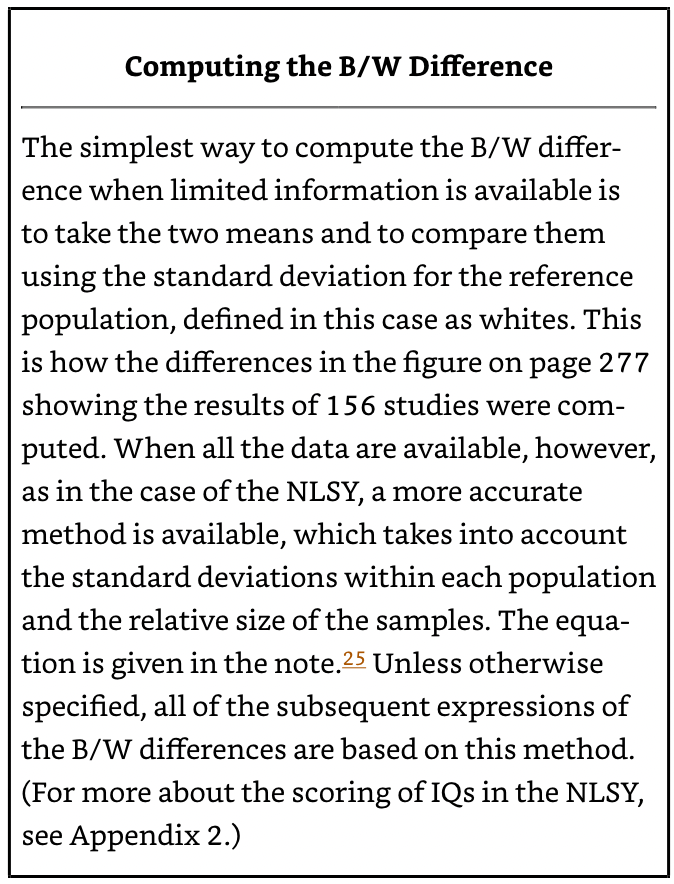 Computing the B/W Difference
The simplest way to compute the B/W differ-
ence when limited information is available is
to take the two means and to compare them
using the standard deviation for the reference
population, defined in this case as whites. This
is how the differences in the figure on page 277
showing the results of 156 studies were com-
puted. When all the data are available, however,
as in the case of the NLSY, a more accurate
method is available, which takes into account
the standard deviations within each population
and the relative size of the samples. The equa-
tion is given in the note.25 Unless otherwise
specified, all of the subsequent expressions of
the B/W differences are based on this method.
(For more about the scoring of IQs in the NLSY,
see Appendix 2.)